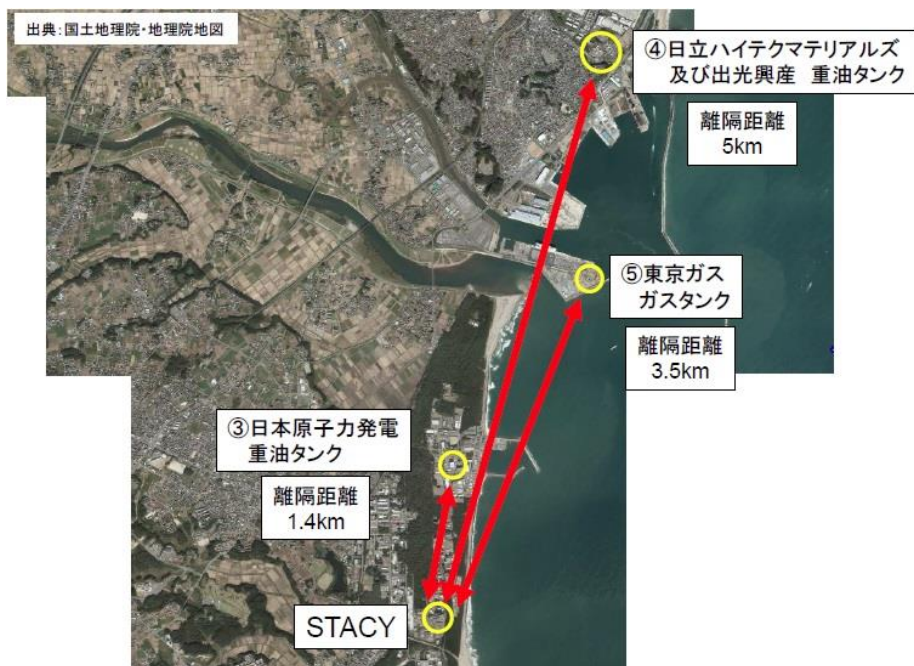 出典：国土地理院・地理院地図
④日立ハイテクマテリアルズ
及び出光興産　重油タンク
離隔距離
5km
⑤東京ガス
ガスタンク
離隔距離
3.5km
③日本原子力発電
重油タンク
離隔距離
1.4km
STACY